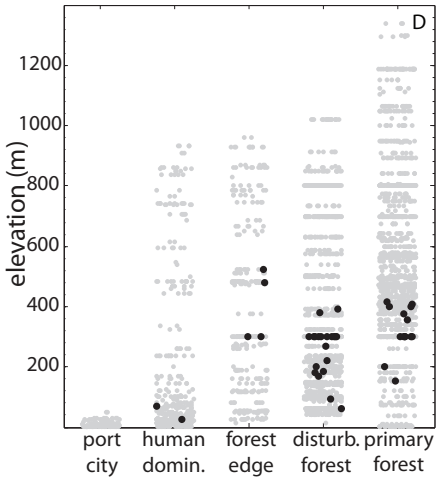 D
1200
1000
800
600
400
200
elevation (m)
port human forest disturb. primary
city domin. edge forest forest